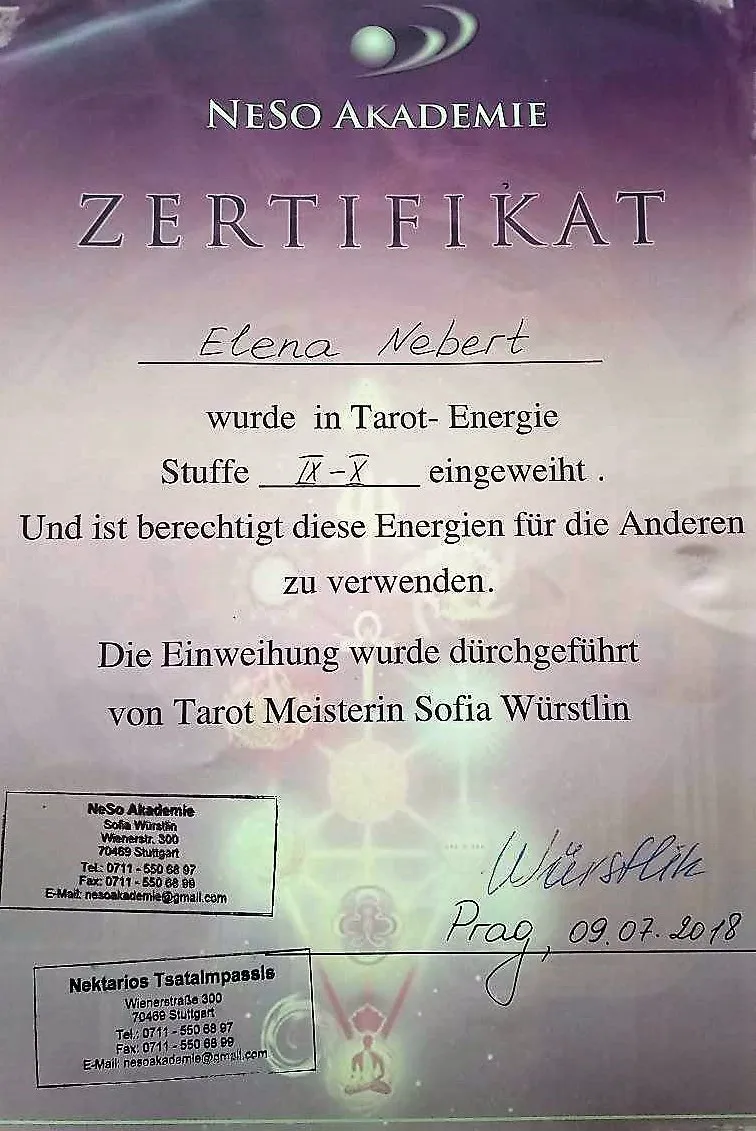 NESO AKADEMIE
ZERTIFIKAT
Elena Nebert
wurde in Tarot- Energie
Stuffe IX-X eingeweiht .
Und ist berechtigt diese Energien für die Anderen
zu verwenden.
Die Einweihung wurde dürchgeführt
von Tarot Meisterin Sofia Würstlin
NeSo Akademie
Sofia Würstlin
Wienerstr. 300
70469 Stuttgart
Tel.: 0711 - 550 68 97
Fax: 0711 - 550 68 99
E-Mail: nesoakademie@gmail.com
Würstlin
Prag, 09.07.2018
Nektarios Tsataimpassis
Wienerstraße 300
70469 Stuttgart
Tel.: 0711 - 550 68 97
Fax: 0711 - 550 68 99
E-Mail: nesoakademie@gmail.com